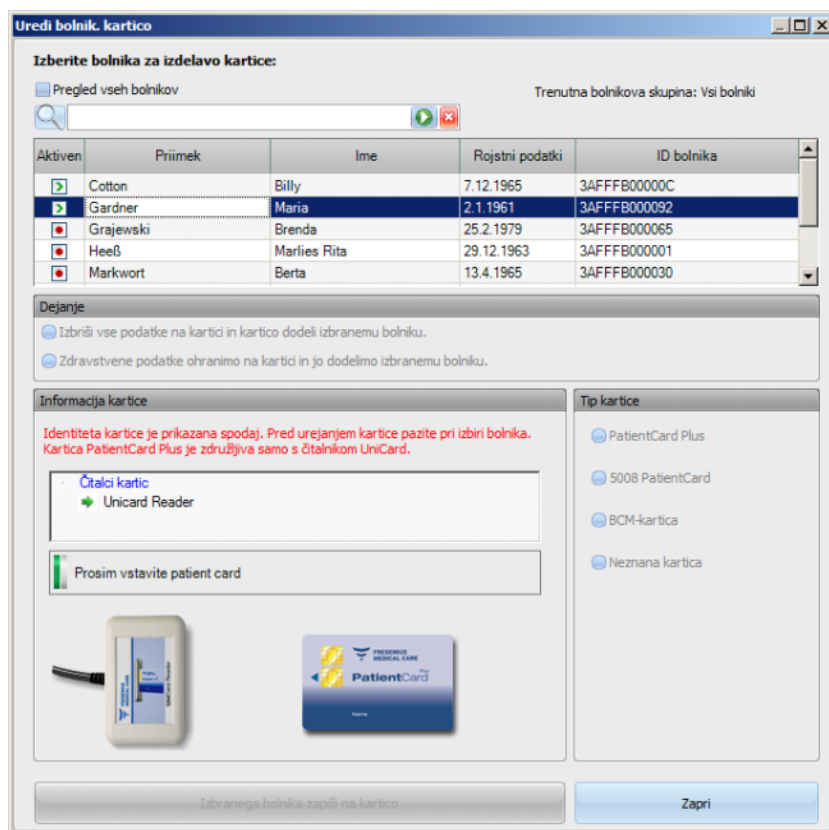 Uredi bolnik. kartico
Izberite bolnika za izdelavo kartice:
Pregled vseh bolnikov
Trenutna bolnikova skupina: Vsi bolniki
Aktiven Priimek Ime Rojstni podatki ID bolnika
Cotton Billy 7.12.1965 3AFFFB00000C
Gardner Maria 2.1.1961 3AFFFB000092
Grajewski Brenda 25.2.1979 3AFFFB000065
Heeß Marlies Rita 29.12.1963 3AFFFB000001
Markwort Berta 13.4.1965 3AFFFB000030
Dejanje
Izbriši vse podatke na kartici in kartico dodeli izbranemu bolniku.
Zdravstvene podatke ohranimo na kartici in jo dodelimo izbranemu bolniku.
Informacija kartice
Identiteta kartice je prikazana spodaj. Pred urejanjem kartice pazite pri izbiri bolnika.
Kartica PatientCard Plus je združljiva samo s čitalnikom UniCard.
Čitalci kartic
Unicard Reader
Prosim vstavite patient card
FRESENIUS
MEDICAL CARE
UniCard Reader
FRESENIUS
MEDICAL CARE
Plus
PatientCard
Name
Tip kartice
PatientCard Plus
5008 PatientCard
BCM-kartica
Neznana kartica
Izbranega bolnika zapiši na kartico
Zapri